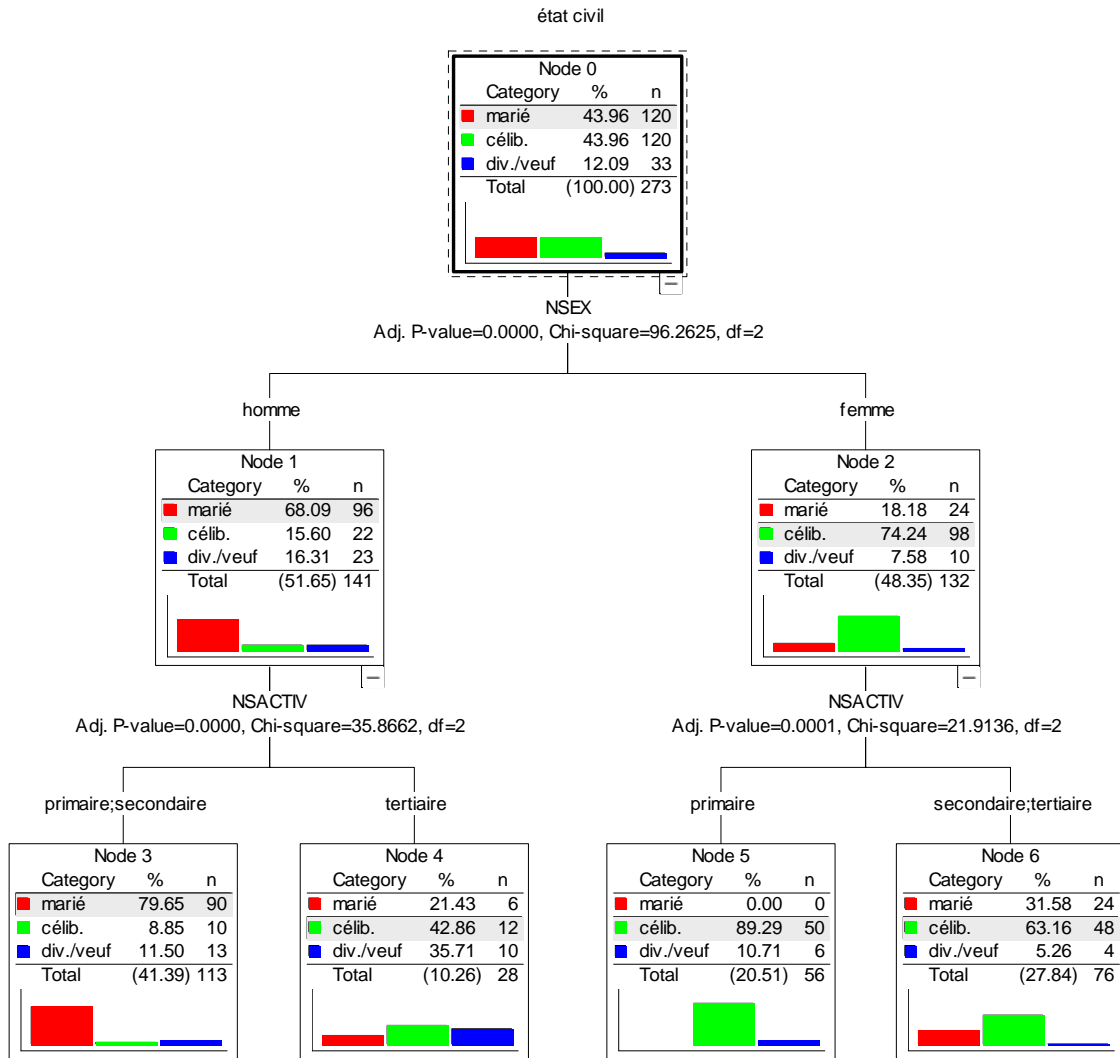 état civil
Node 0
Category % n
marié 43.96 120
célib. 43.96 120
div./veuf 12.09 33
Total (100.00) 273
NSEX
Adj. P-value=0.0000, Chi-square=96.2625, df=2
homme
femme
Node 1
Category % n
marié 68.09 96
célib. 15.60 22
div./veuf 16.31 23
Total (51.65) 141
Node 2
Category % n
marié 18.18 24
célib. 74.24 98
div./veuf 7.58 10
Total (48.35) 132
NSACTIV
Adj. P-value=0.0000, Chi-square=35.8662, df=2
NSACTIV
Adj. P-value=0.0001, Chi-square=21.9136, df=2
primaire;secondaire
tertiaire
primaire
secondaire;tertiaire
Node 3
Category % n
marié 79.65 90
célib. 8.85 10
div./veuf 11.50 13
Total (41.39) 113
Node 4
Category % n
marié 21.43 6
célib. 42.86 12
div./veuf 35.71 10
Total (10.26) 28
Node 5
Category % n
marié 0.00 0
célib. 89.29 50
div./veuf 10.71 6
Total (20.51) 56
Node 6
Category % n
marié 31.58 24
célib. 63.16 48
div./veuf 5.26 4
Total (27.84) 76